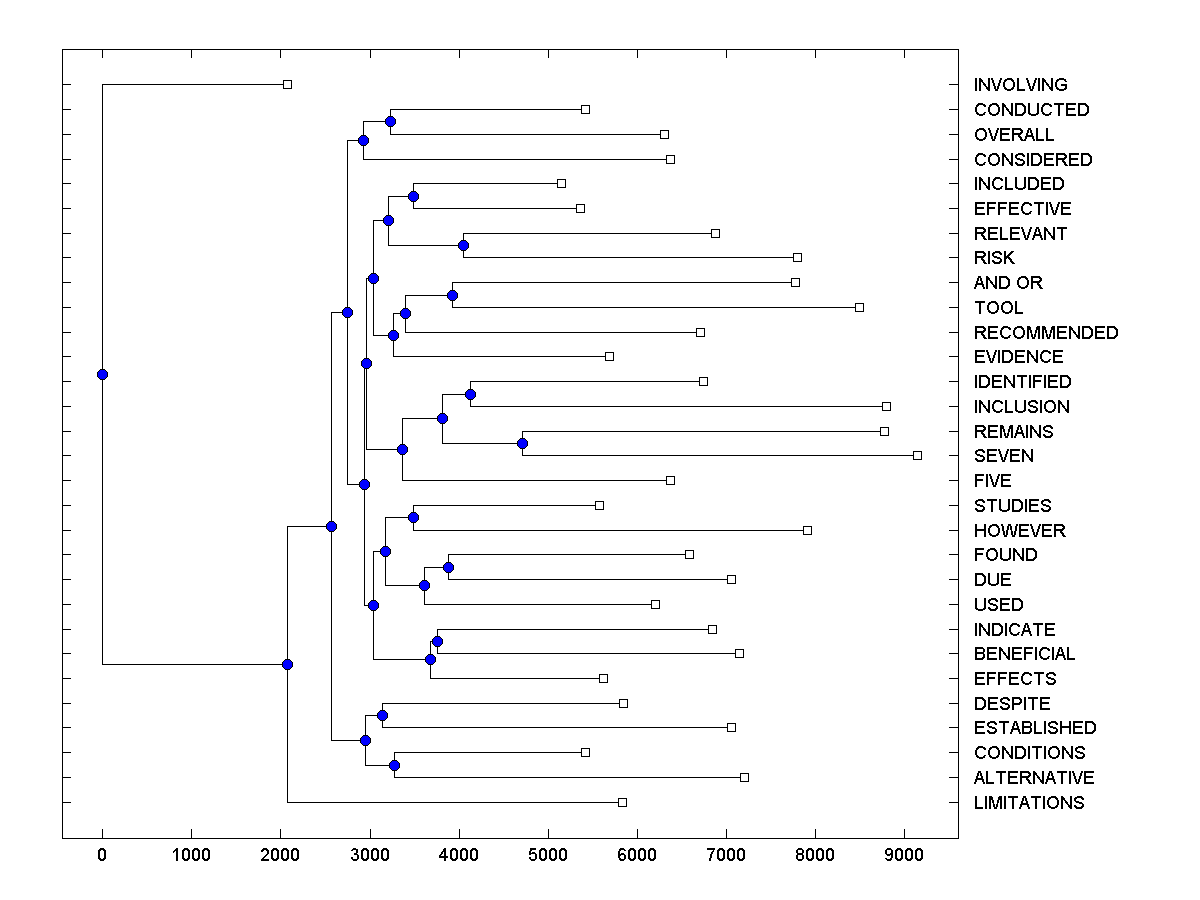 INVOLVING
CONDUCTED
OVERALL
CONSIDERED
INCLUDED
EFFECTIVE
RELEVANT
RISK
AND OR
TOOL
RECOMMENDED
EVIDENCE
IDENTIFIED
INCLUSION
REMAINS
SEVEN
FIVE
STUDIES
HOWEVER
FOUND
DUE
USED
INDICATE
BENEFICIAL
EFFECTS
DESPITE
ESTABLISHED
CONDITIONS
ALTERNATIVE
LIMITATIONS
0 1000 2000 3000 4000 5000 6000 7000 8000 9000